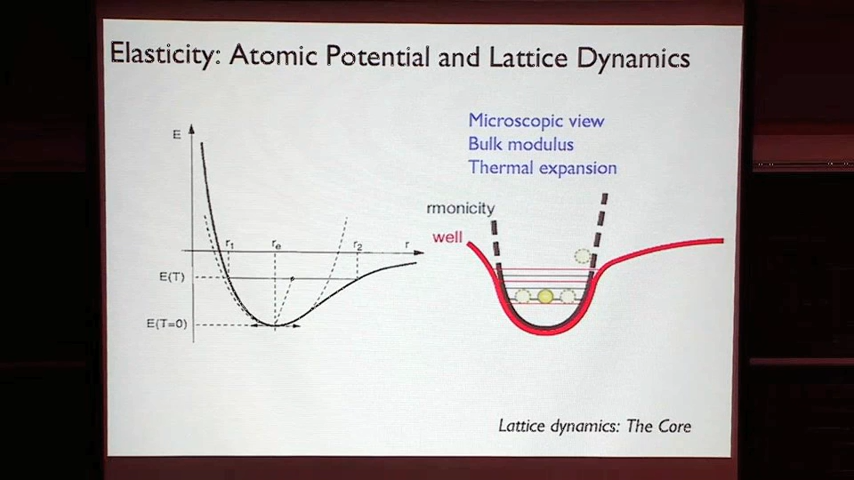 Elasticity: Atomic Potential and Lattice Dynamics
Microscopic view
Bulk modulus
Thermal expansion
E
r₁
rₑ
r₂
r
E(T)
E(T=0)
rmonicity
well
Lattice dynamics: The Core